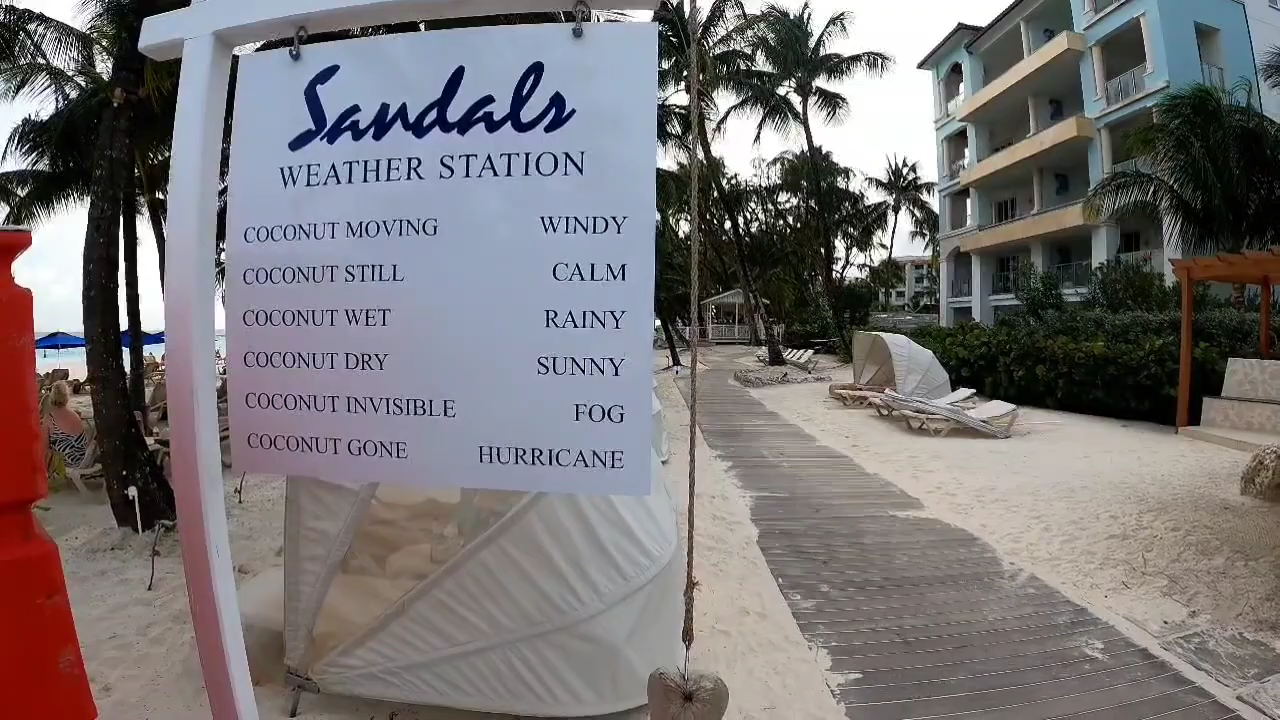 Sandals
WEATHER STATION
COCONUT MOVING WINDY
COCONUT STILL CALM
COCONUT WET RAINY
COCONUT DRY SUNNY
COCONUT INVISIBLE FOG
COCONUT GONE HURRICANE